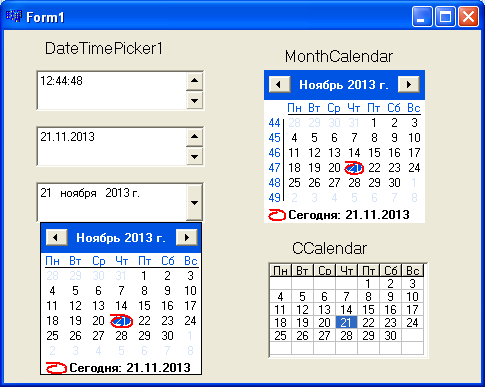 Form1
DateTimePicker1
12:44:48
21.11.2013
21 ноября 2013 г.
Ноябрь 2013 г.
Пн Вт Ср Чт Пт Сб Вс
28 29 30 31 1 2 3
4 5 6 7 8 9 10
11 12 13 14 15 16 17
18 19 20 21 22 23 24
25 26 27 28 29 30 1
2 3 4 5 6 7 8
Сегодня: 21.11.2013
MonthCalendar
Ноябрь 2013 г.
Пн Вт Ср Чт Пт Сб Вс
44 28 29 30 31 1 2 3
45 4 5 6 7 8 9 10
46 11 12 13 14 15 16 17
47 18 19 20 21 22 23 24
48 25 26 27 28 29 30 1
49 2 3 4 5 6 7 8
Сегодня: 21.11.2013
CCalendar
Пн Вт Ср Чт Пт Сб Вс
1 2 3
4 5 6 7 8 9 10
11 12 13 14 15 16 17
18 19 20 21 22 23 24
25 26 27 28 29 30